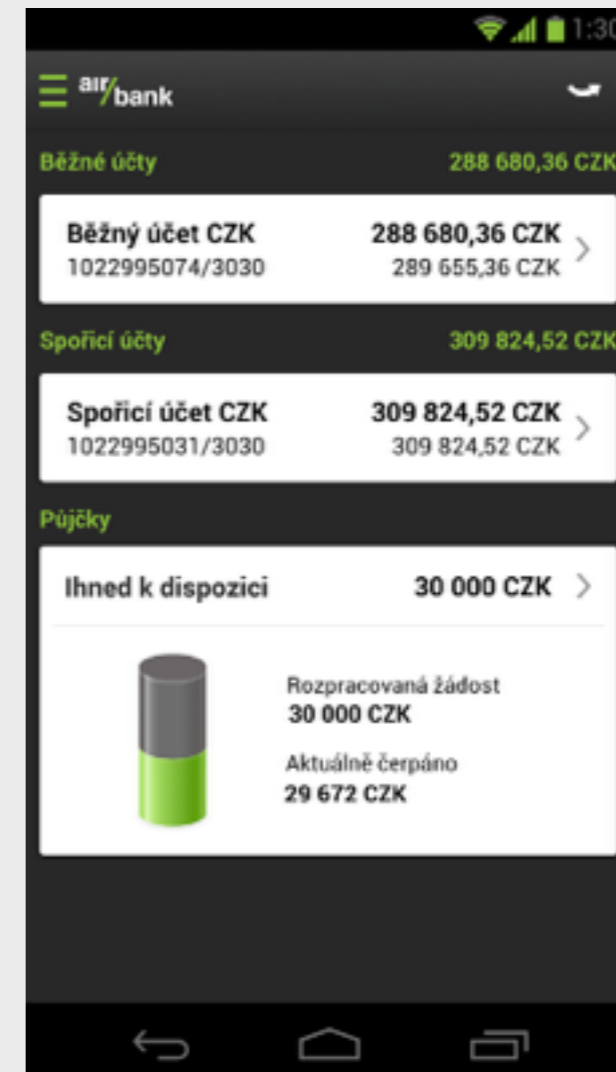 1:30
air bank
Běžné účty 288 680,36 CZK
Běžný účet CZK 288 680,36 CZK
1022995074/3030 289 655,36 CZK
Spořicí účty 309 824,52 CZK
Spořicí účet CZK 309 824,52 CZK
1022995031/3030 309 824,52 CZK
Půjčky
Ihned k dispozici 30 000 CZK
Rozpracovaná žádost
30 000 CZK
Aktuálně čerpáno
29 672 CZK